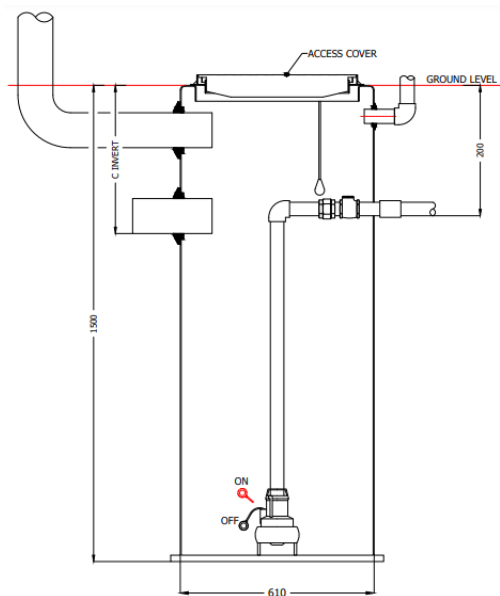 ACCESS COVER
GROUND LEVEL
C INVERT
200
1500
ON
OFF
610